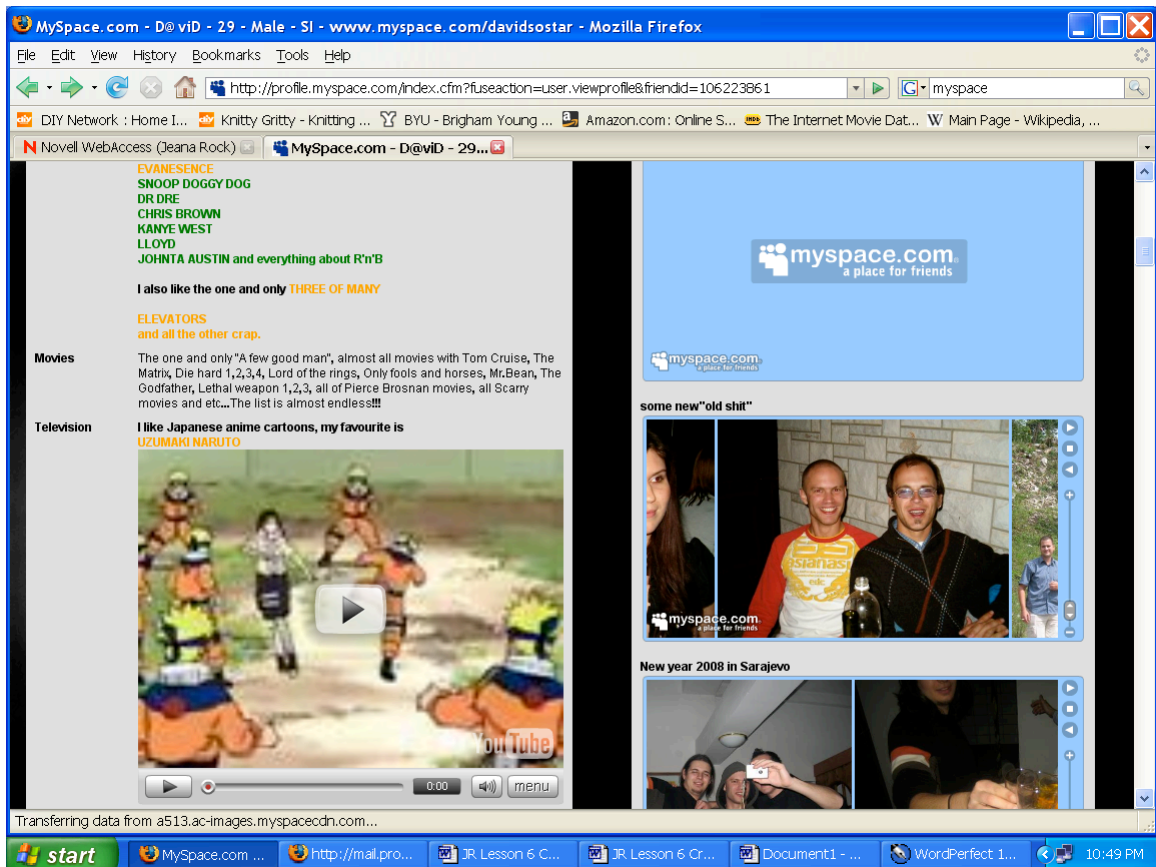 MySpace.com - D@viD - 29 - Male - SI - www.myspace.com/davidsostar - Mozilla Firefox
File Edit View History Bookmarks Tools Help
http://profile.myspace.com/index.cfm?fuseaction=user.viewprofile&friendid=106223861
G myspace
DIY Network : Home I... Knitty Gritty - Knitting ... BYU - Brigham Young ... Amazon.com: Online S... The Internet Movie Dat... Main Page - Wikipedia, ...
Novell WebAccess (Jeana Rock) MySpace.com - D@viD - 29...
EVANESENCE
SNOOP DOGGY DOG
DR DRE
CHRIS BROWN
KANYE WEST
LLOYD
JOHNTA AUSTIN and everything about R'n'B
I also like the one and only THREE OF MANY
ELEVATORS
and all the other crap.
Movies
The one and only "A few good man", almost all movies with Tom Cruise, The
Matrix, Die hard 1,2,3,4, Lord of the rings, Only fools and horses, Mr.Bean, The
Godfather, Lethal weapon 1,2,3, all of Pierce Brosnan movies, all Scarry
movies and etc...The list is almost endless!!!
Television
I like Japanese anime cartoons, my favourite is
UZUMAKI NARUTO
YouTube
0:00 menu
myspace.com
a place for friends
myspace.com
a place for friends
some new"old shit"
asianasi
edc
myspace.com
a place for friends
New year 2008 in Sarajevo
Transferring data from a513.ac-images.myspacecdn.com...
start MySpace.com ... http://mail.pro... JR Lesson 6 C... JR Lesson 6 Cr... Document1 - ... WordPerfect 1... 10:49 PM